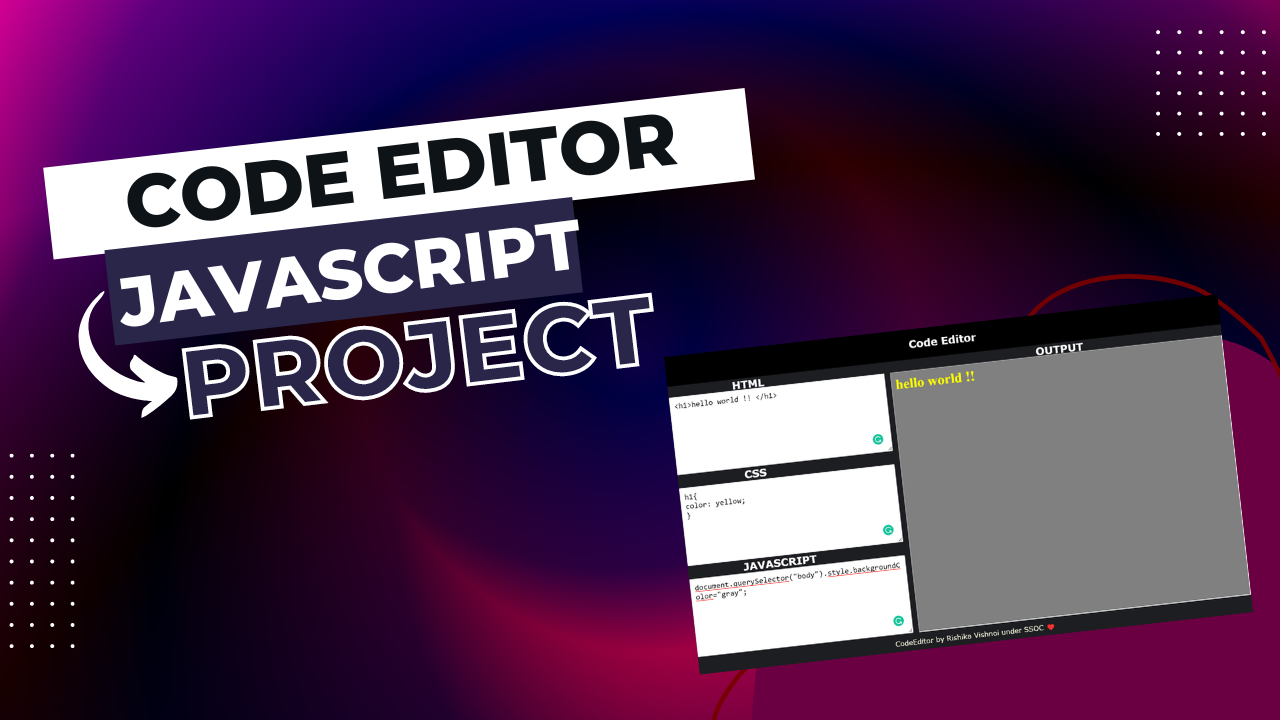 CODE EDITOR
JAVASCRIPT
PROJECT
Code Editor
HTML
<h1>hello world !! </h1>
CSS
h1{
color: yellow;
}
JAVASCRIPT
document.querySelector("body").style.backgroundC
olor="gray";
OUTPUT
hello world !!
CodeEditor by Rishika Vishnoi under SSOC ❤️